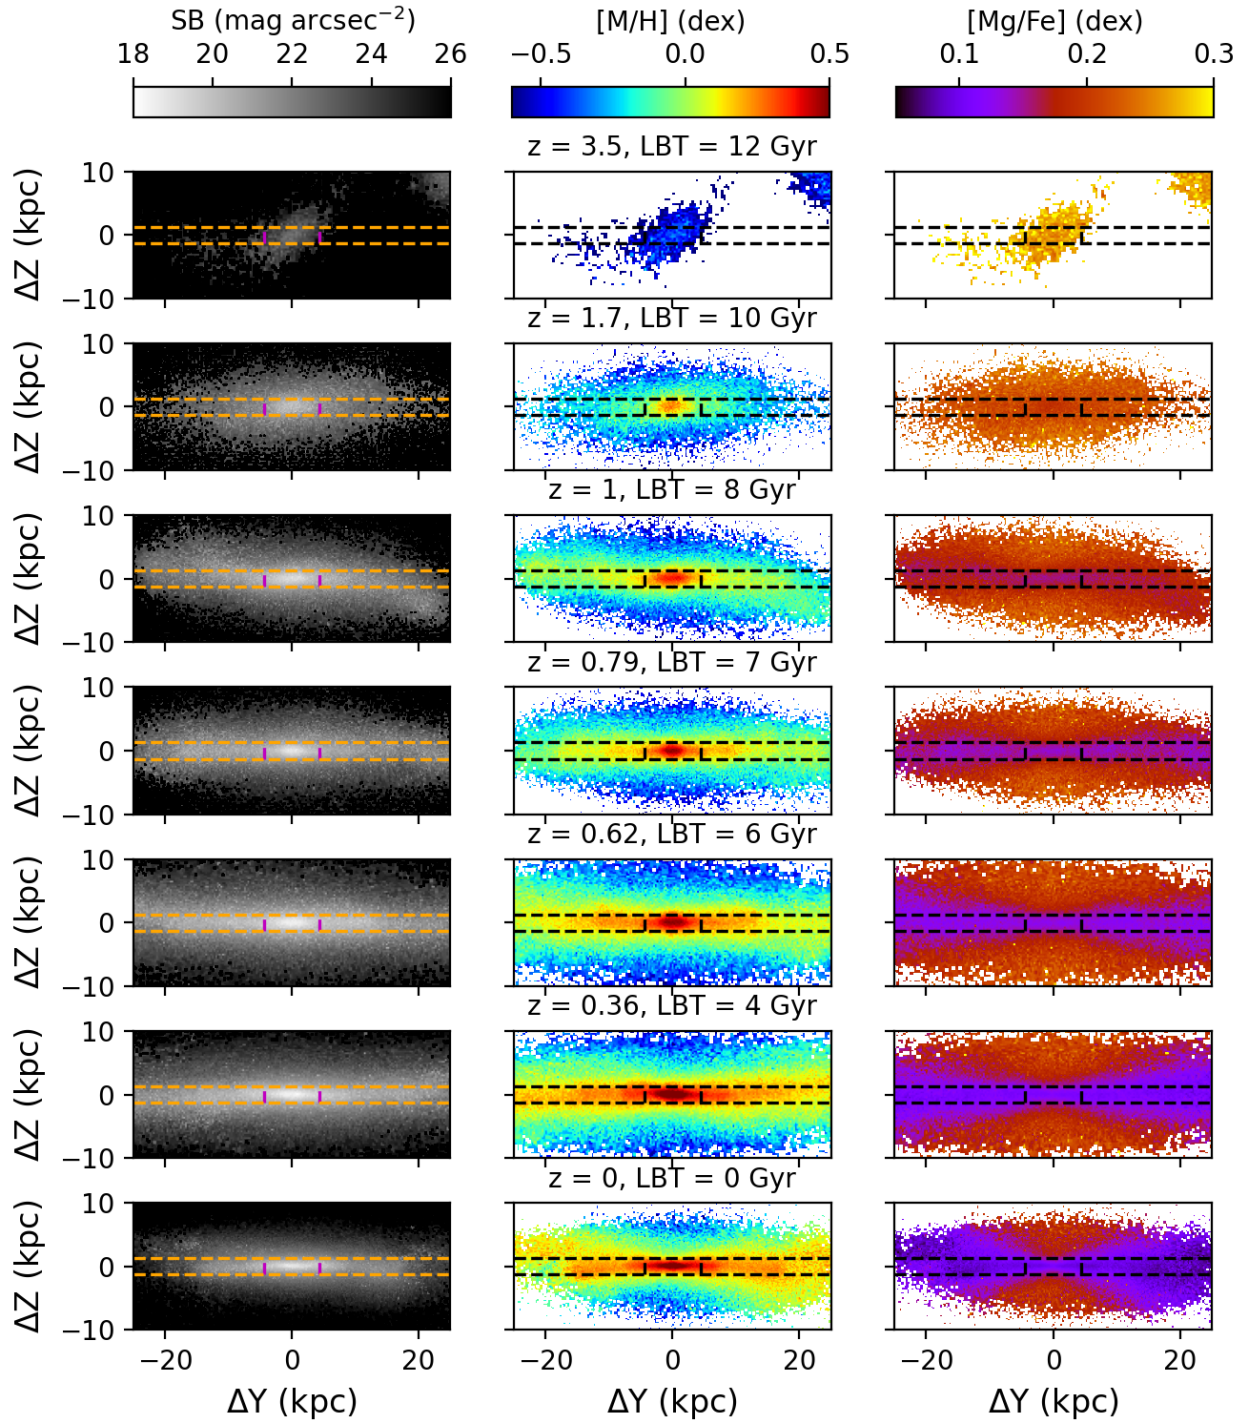 SB (mag arcsec⁻²) [M/H] (dex) [Mg/Fe] (dex)
18 20 22 24 26 −0.5 0.0 0.5 0.1 0.2 0.3
z = 3.5, LBT = 12 Gyr
ΔZ (kpc) 10 0 −10
z = 1.7, LBT = 10 Gyr
ΔZ (kpc) 10 0 −10
z = 1, LBT = 8 Gyr
ΔZ (kpc) 10 0 −10
z = 0.79, LBT = 7 Gyr
ΔZ (kpc) 10 0 −10
z = 0.62, LBT = 6 Gyr
ΔZ (kpc) 10 0 −10
z = 0.36, LBT = 4 Gyr
ΔZ (kpc) 10 0 −10
z = 0, LBT = 0 Gyr
ΔZ (kpc) 10 0 −10
−20 0 20 −20 0 20 −20 0 20
ΔY (kpc) ΔY (kpc) ΔY (kpc)